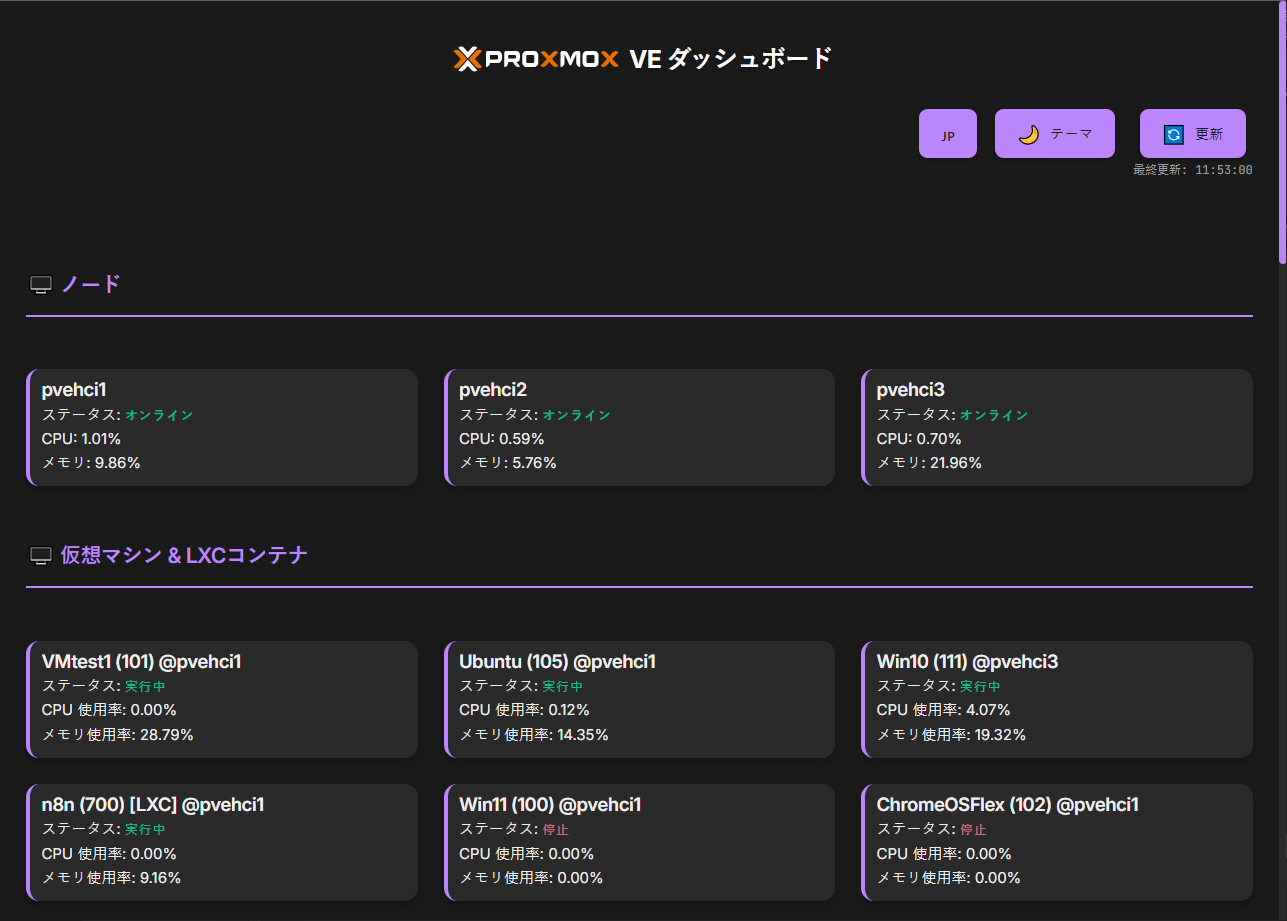 PROXMOX VE ダッシュボード
JP
テーマ
更新
最終更新: 11:53:00
ノード
pvehci1
ステータス: オンライン
CPU: 1.01%
メモリ: 9.86%
pvehci2
ステータス: オンライン
CPU: 0.59%
メモリ: 5.76%
pvehci3
ステータス: オンライン
CPU: 0.70%
メモリ: 21.96%
仮想マシン & LXCコンテナ
VMtest1 (101) @pvehci1
ステータス: 実行中
CPU 使用率: 0.00%
メモリ使用率: 28.79%
Ubuntu (105) @pvehci1
ステータス: 実行中
CPU 使用率: 0.12%
メモリ使用率: 14.35%
Win10 (111) @pvehci3
ステータス: 実行中
CPU 使用率: 4.07%
メモリ使用率: 19.32%
n8n (700) [LXC] @pvehci1
ステータス: 実行中
CPU 使用率: 0.00%
メモリ使用率: 9.16%
Win11 (100) @pvehci1
ステータス: 停止
CPU 使用率: 0.00%
メモリ使用率: 0.00%
ChromeOSFlex (102) @pvehci1
ステータス: 停止
CPU 使用率: 0.00%
メモリ使用率: 0.00%